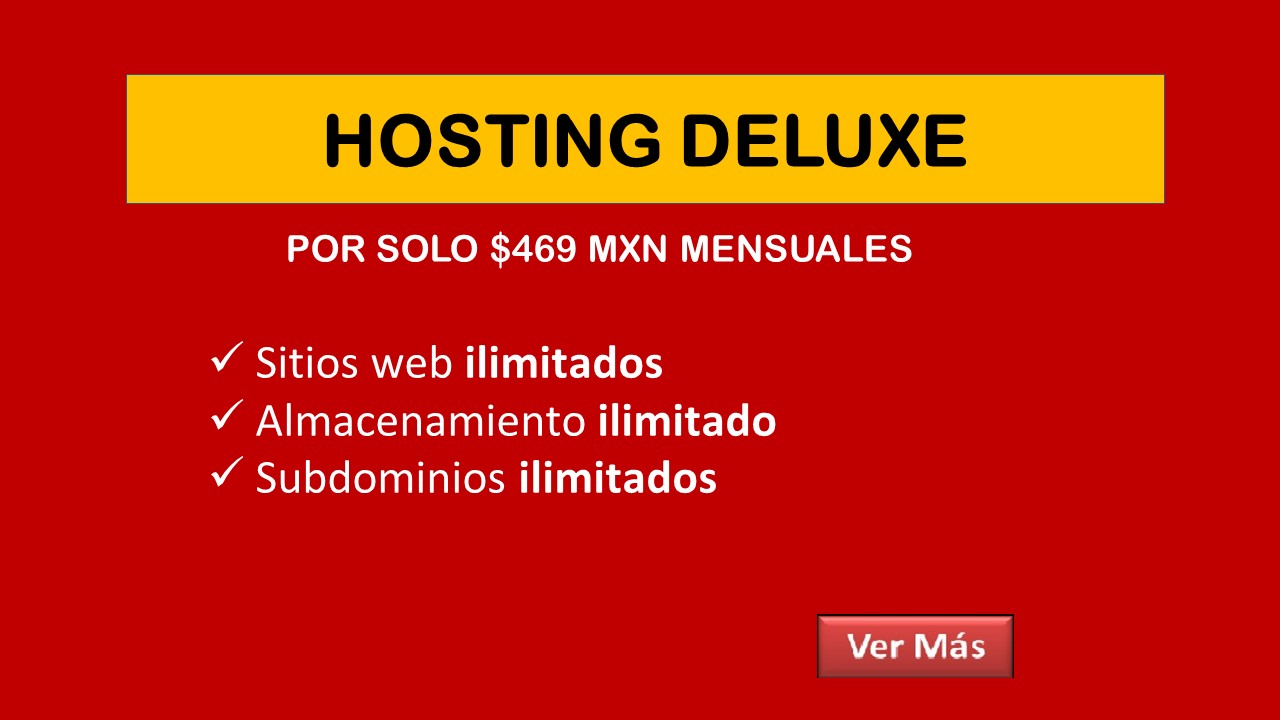 HOSTING DELUXE
POR SOLO $469 MXN MENSUALES
✓ Sitios web ilimitados
✓ Almacenamiento ilimitado
✓ Subdominios ilimitados
Ver Más